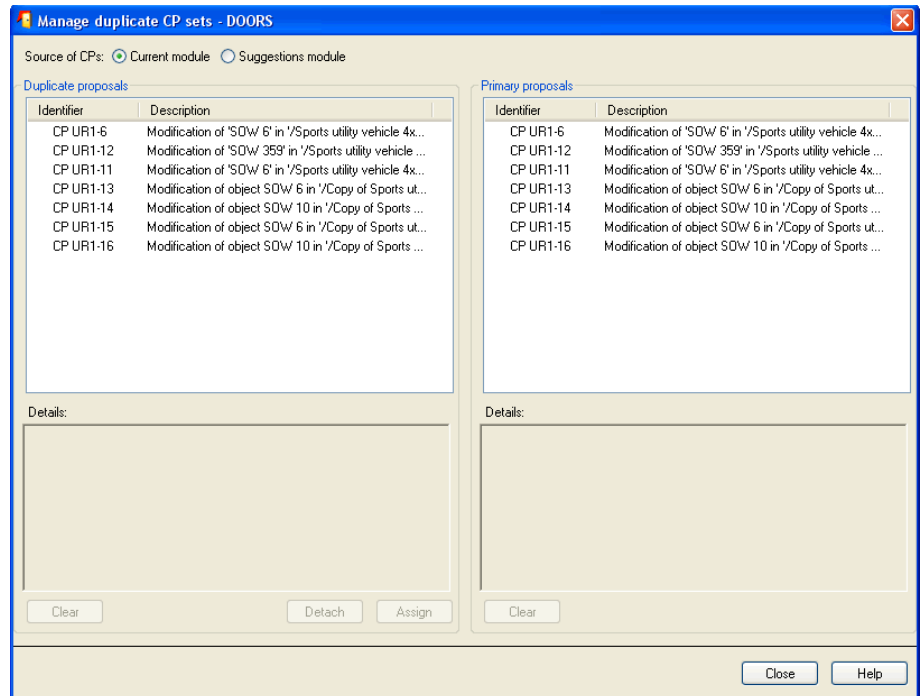 Manage duplicate CP sets - DOORS
Source of CPs: Current module Suggestions module
Duplicate proposals
Identifier Description
CP UR1-6 Modification of 'SOW 6' in '/Sports utility vehicle 4x...
CP UR1-12 Modification of 'SOW 359' in '/Sports utility vehicle ...
CP UR1-11 Modification of 'SOW 6' in '/Sports utility vehicle 4x...
CP UR1-13 Modification of object SOW 6 in '/Copy of Sports ut...
CP UR1-14 Modification of object SOW 10 in '/Copy of Sports ...
CP UR1-15 Modification of object SOW 6 in '/Copy of Sports ut...
CP UR1-16 Modification of object SOW 10 in '/Copy of Sports ...
Details:
Clear Detach Assign
Primary proposals
Identifier Description
CP UR1-6 Modification of 'SOW 6' in '/Sports utility vehicle 4x...
CP UR1-12 Modification of 'SOW 359' in '/Sports utility vehicle ...
CP UR1-11 Modification of 'SOW 6' in '/Sports utility vehicle 4x...
CP UR1-13 Modification of object SOW 6 in '/Copy of Sports ut...
CP UR1-14 Modification of object SOW 10 in '/Copy of Sports ...
CP UR1-15 Modification of object SOW 6 in '/Copy of Sports ut...
CP UR1-16 Modification of object SOW 10 in '/Copy of Sports ...
Details:
Clear
Close Help